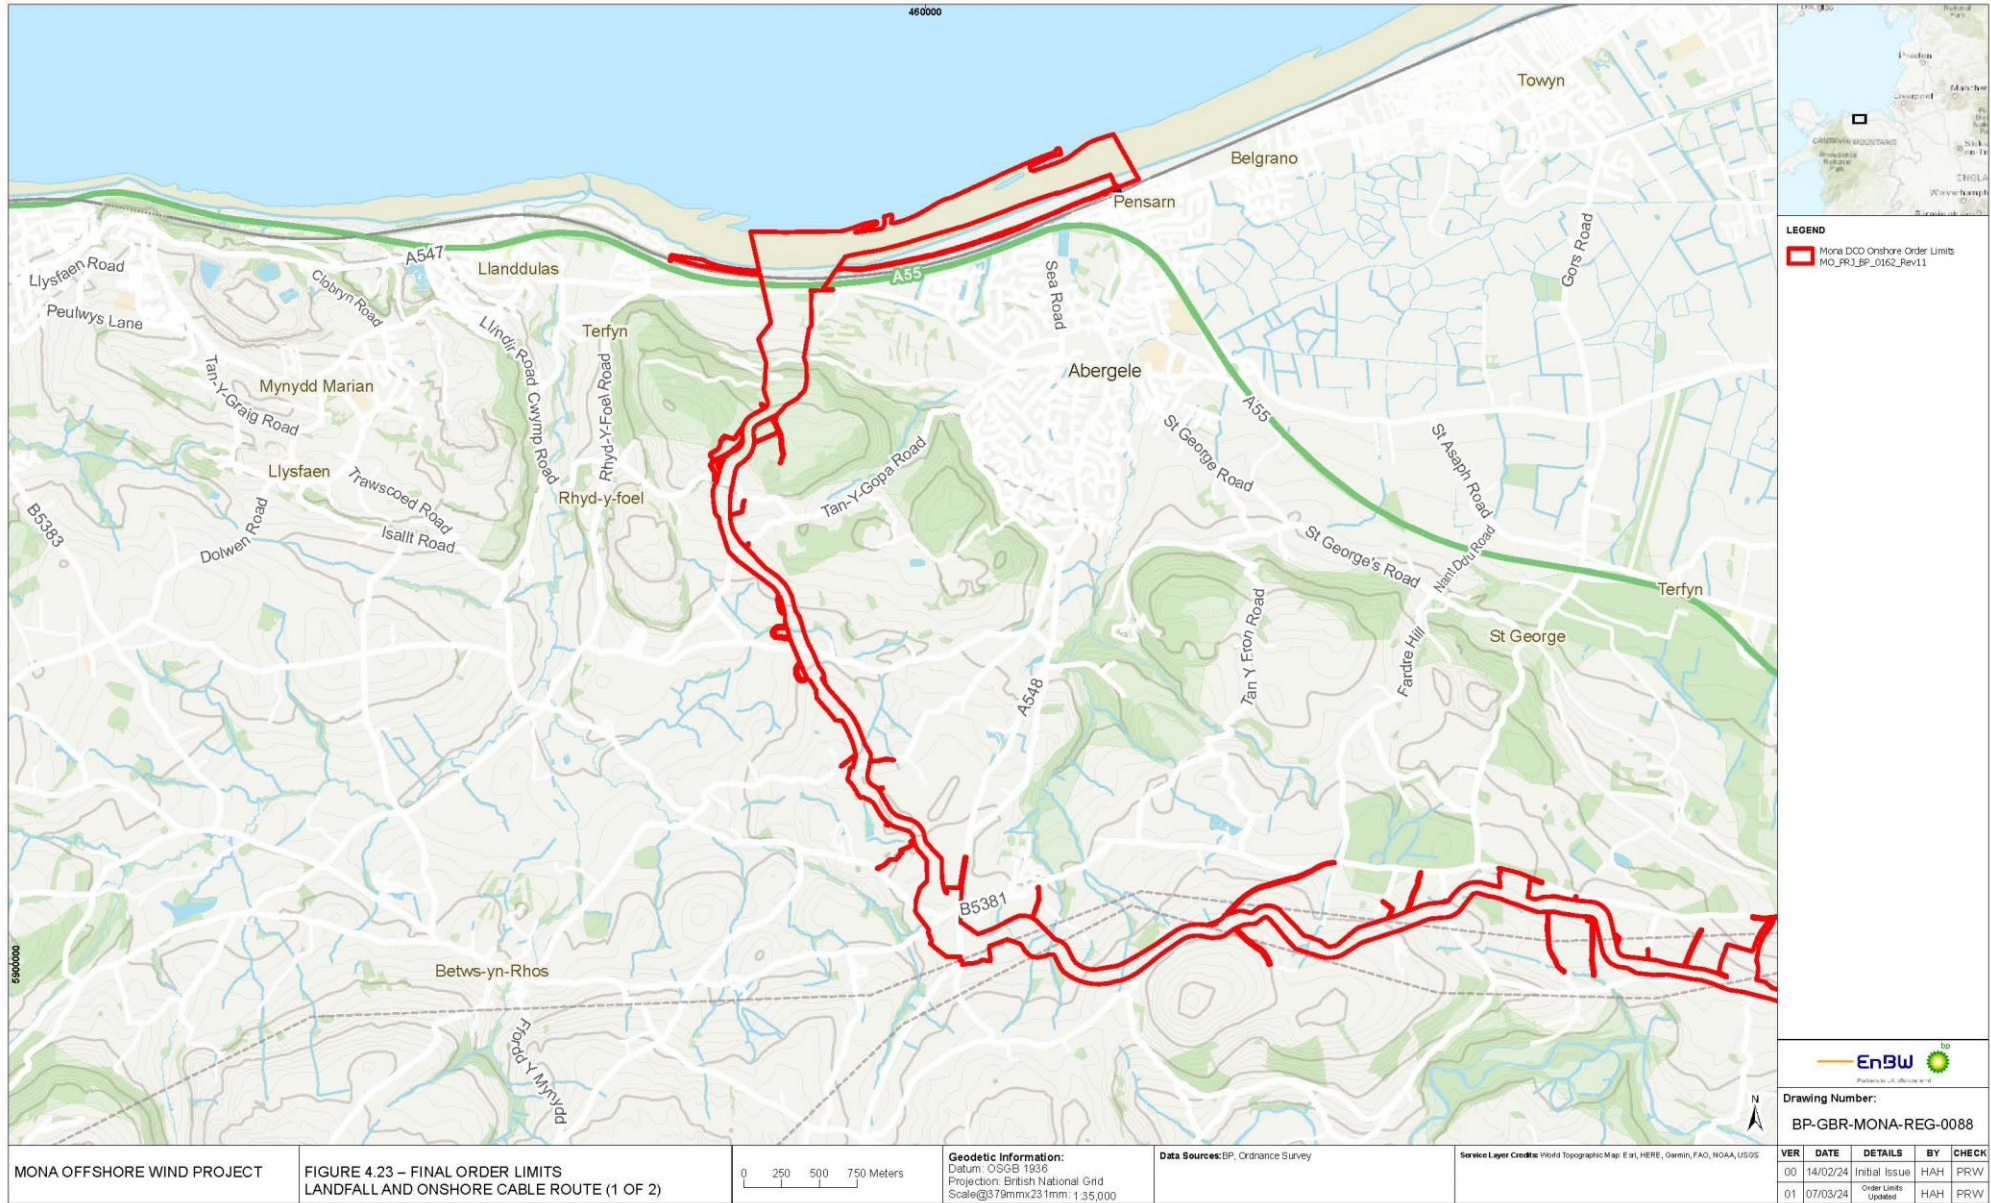 460000
5900000
Towyn
Belgrano
Pensarn
A55
A547
Llanddulas
Llysfaen Road
Clobryn Road
Peulwys Lane
Terfyn
Sea Road
Gors Road
Abergele
Mynydd Marian
Tan-Y-Graig Road
Llysfaen
Trawscoed Road
Isallt Road
Dolwen Road
B5383
Rhyd-Y-Foel Road
Rhyd-y-foel
Tan-Y-Gopa Road
A55
St George Road
St Asaph Road
St George's Road
Nant Ddu Road
Terfyn
St George
Fardre Hill
Tan Y Fron Road
A548
B5381
Betws-yn-Rhos
Ffordd Y Mynydd
N
Preston
Liverpool
LEGEND
Mona DCO Onshore Order Limits
MO_PRJ_BP_0162_Rev11
EnBW
bp
Drawing Number:
BP-GBR-MONA-REG-0088
VER DATE DETAILS BY CHECK
00 14/02/24 Initial Issue HAH PRW
01 07/03/24 Order Limits Updated HAH PRW
MONA OFFSHORE WIND PROJECT
FIGURE 4.23 – FINAL ORDER LIMITS
LANDFALL AND ONSHORE CABLE ROUTE (1 OF 2)
0 250 500 750 Meters
Geodetic Information:
Datum: OSGB 1936
Projection: British National Grid
Scale@379mmx231mm: 1:35,000
Data Sources:BP, Ordnance Survey
Service Layer Credits: World Topographic Map: Esri, HERE, Garmin, FAO, NOAA, USGS